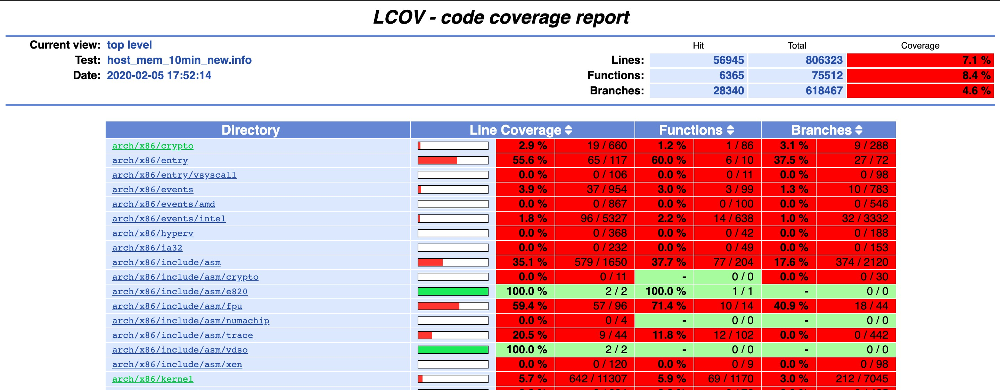 LCOV - code coverage report
Current view: top level
Test: host_mem_10min_new.info
Date: 2020-02-05 17:52:14
Hit Total Coverage
Lines: 56945 806323 7.1 %
Functions: 6365 75512 8.4 %
Branches: 28340 618467 4.6 %
Directory Line Coverage Functions Branches
arch/x86/crypto 2.9 % 19 / 660 1.2 % 1 / 86 3.1 % 9 / 288
arch/x86/entry 55.6 % 65 / 117 60.0 % 6 / 10 37.5 % 27 / 72
arch/x86/entry/vsyscall 0.0 % 0 / 106 0.0 % 0 / 11 0.0 % 0 / 98
arch/x86/events 3.9 % 37 / 954 3.0 % 3 / 99 1.3 % 10 / 783
arch/x86/events/amd 0.0 % 0 / 867 0.0 % 0 / 100 0.0 % 0 / 546
arch/x86/events/intel 1.8 % 96 / 5327 2.2 % 14 / 638 1.0 % 32 / 3332
arch/x86/hyperv 0.0 % 0 / 368 0.0 % 0 / 42 0.0 % 0 / 188
arch/x86/ia32 0.0 % 0 / 232 0.0 % 0 / 49 0.0 % 0 / 153
arch/x86/include/asm 35.1 % 579 / 1650 37.7 % 77 / 204 17.6 % 374 / 2120
arch/x86/include/asm/crypto 0.0 % 0 / 11 - 0 / 0 0.0 % 0 / 30
arch/x86/include/asm/e820 100.0 % 2 / 2 100.0 % 1 / 1 - 0 / 0
arch/x86/include/asm/fpu 59.4 % 57 / 96 71.4 % 10 / 14 40.9 % 18 / 44
arch/x86/include/asm/numachip 0.0 % 0 / 4 - 0 / 0 - 0 / 0
arch/x86/include/asm/trace 20.5 % 9 / 44 11.8 % 12 / 102 0.0 % 0 / 442
arch/x86/include/asm/vdso 100.0 % 2 / 2 - 0 / 0 - 0 / 0
arch/x86/include/asm/xen 0.0 % 0 / 120 0.0 % 0 / 9 0.0 % 0 / 98
arch/x86/kernel 5.7 % 642 / 11307 5.9 % 69 / 1170 3.0 % 212 / 7045